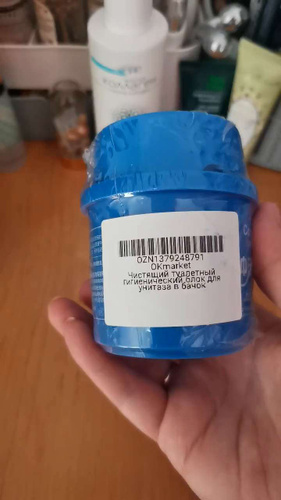 OZN1379248791
OKmarket
Чистящий туалетный
гигиенический блок для
унитаза в бачок